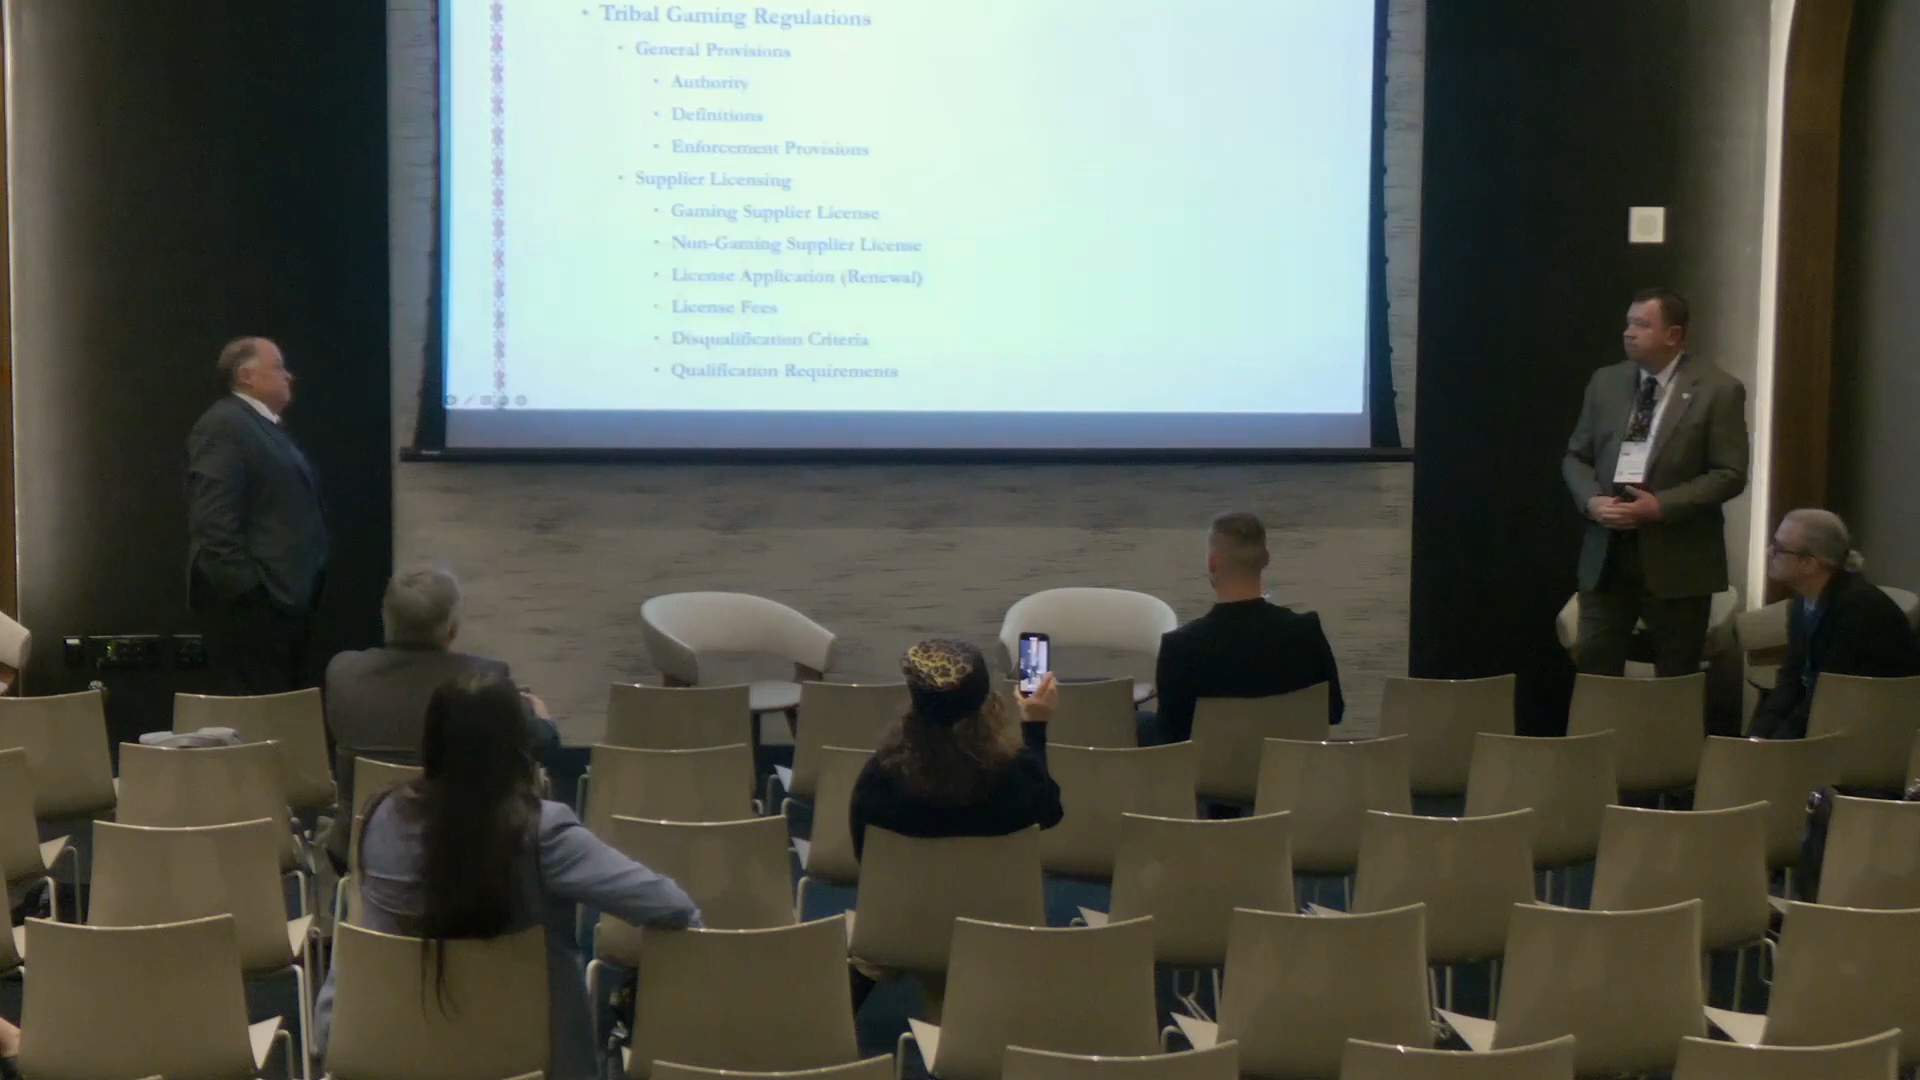 • Tribal Gaming Regulations
• General Provisions
• Authority
• Definitions
• Enforcement Provisions
• Supplier Licensing
• Gaming Supplier License
• Non-Gaming Supplier License
• License Application (Renewal)
• License Fees
• Disqualification Criteria
• Qualification Requirements